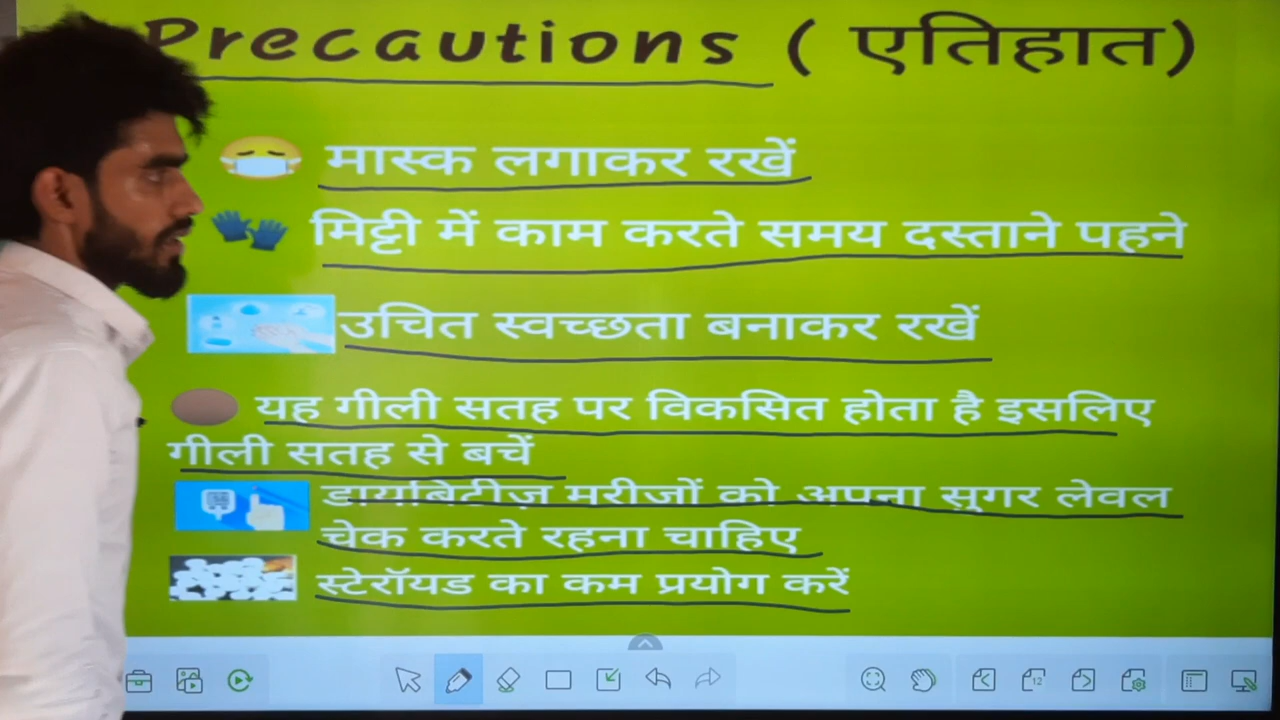 Precautions ( एतिहात)
मास्क लगाकर रखें
मिट्टी में काम करते समय दस्ताने पहने
उचित स्वच्छता बनाकर रखें
यह गीली सतह पर विकसित होता है इसलिए
गीली सतह से बचें
डायबिटीज़ मरीजों को अपना सुगर लेवल
चेक करते रहना चाहिए
स्टेरॉयड का कम प्रयोग करें
12